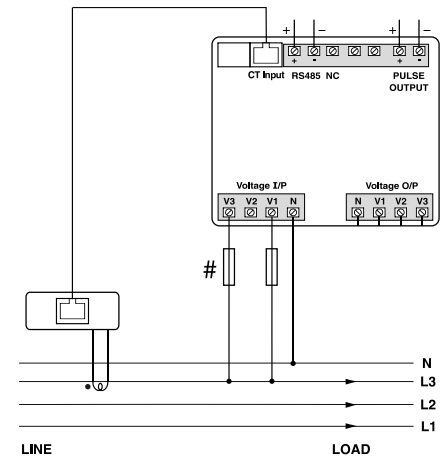 + − + −
+ - + -
CT Input RS485 NC PULSE
OUTPUT
Voltage I/P Voltage O/P
V3 V2 V1 N N V1 V2 V3
#
N
L3
L2
L1
LINE LOAD